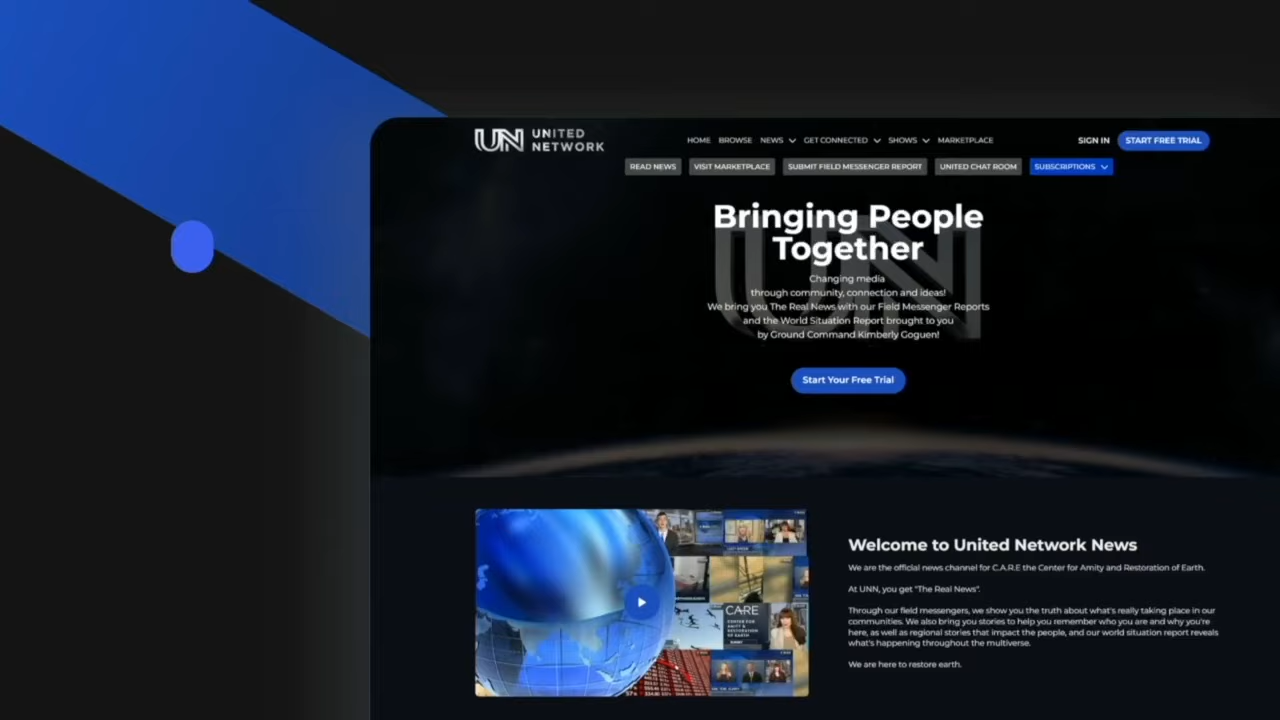 UN UNITED
NETWORK
HOME BROWSE NEWS GET CONNECTED SHOWS MARKETPLACE
SIGN IN START FREE TRIAL
READ NEWS VISIT MARKETPLACE SUBMIT FIELD MESSENGER REPORT UNITED CHAT ROOM SUBSCRIPTIONS
UN
Bringing People
Together
Changing media
through community, connection and ideas!
We bring you The Real News with our Field Messenger Reports
and the World Situation Report brought to you
by Ground Command Kimberly Goguen!
Start Your Free Trial
CARE
CENTER FOR
AMITY &
RESTORATION
OF EARTH
Welcome to United Network News
We are the official news channel for C.A.R.E the Center for Amity and Restoration of Earth.
At UNN, you get "The Real News".
Through our field messengers, we show you the truth about what's really taking place in our
communities. We also bring you stories to help you remember who you are and why you're
here, as well as regional stories that impact the people, and our world situation report reveals
what's happening throughout the multiverse.
We are here to restore earth.